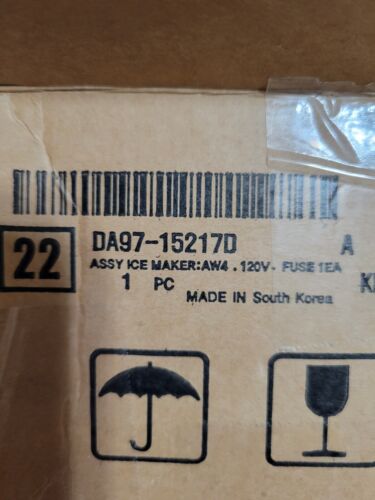 22
DA97-15217D A
ASSY ICE MAKER:AW4 . 120V- FUSE 1EA
1 PC
MADE IN South Korea